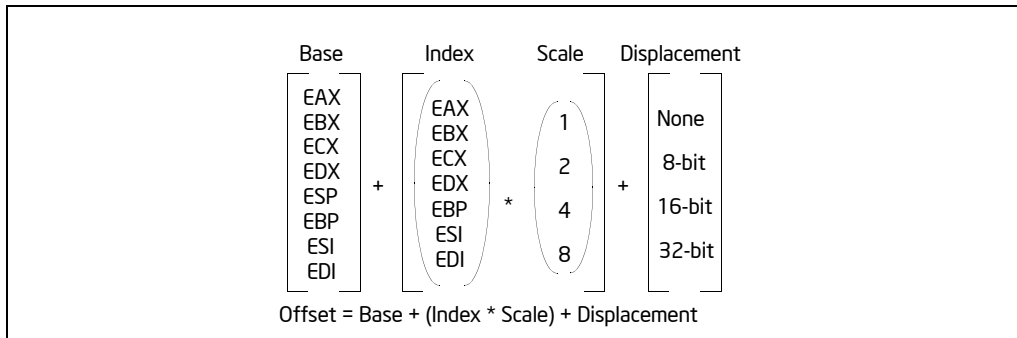 Base Index Scale Displacement
EAX
EBX
ECX
EDX
ESP
EBP
ESI
EDI
+
EAX
EBX
ECX
EDX
EBP
ESI
EDI
*
1
2
4
8
+
None
8-bit
16-bit
32-bit
Offset = Base + (Index * Scale) + Displacement